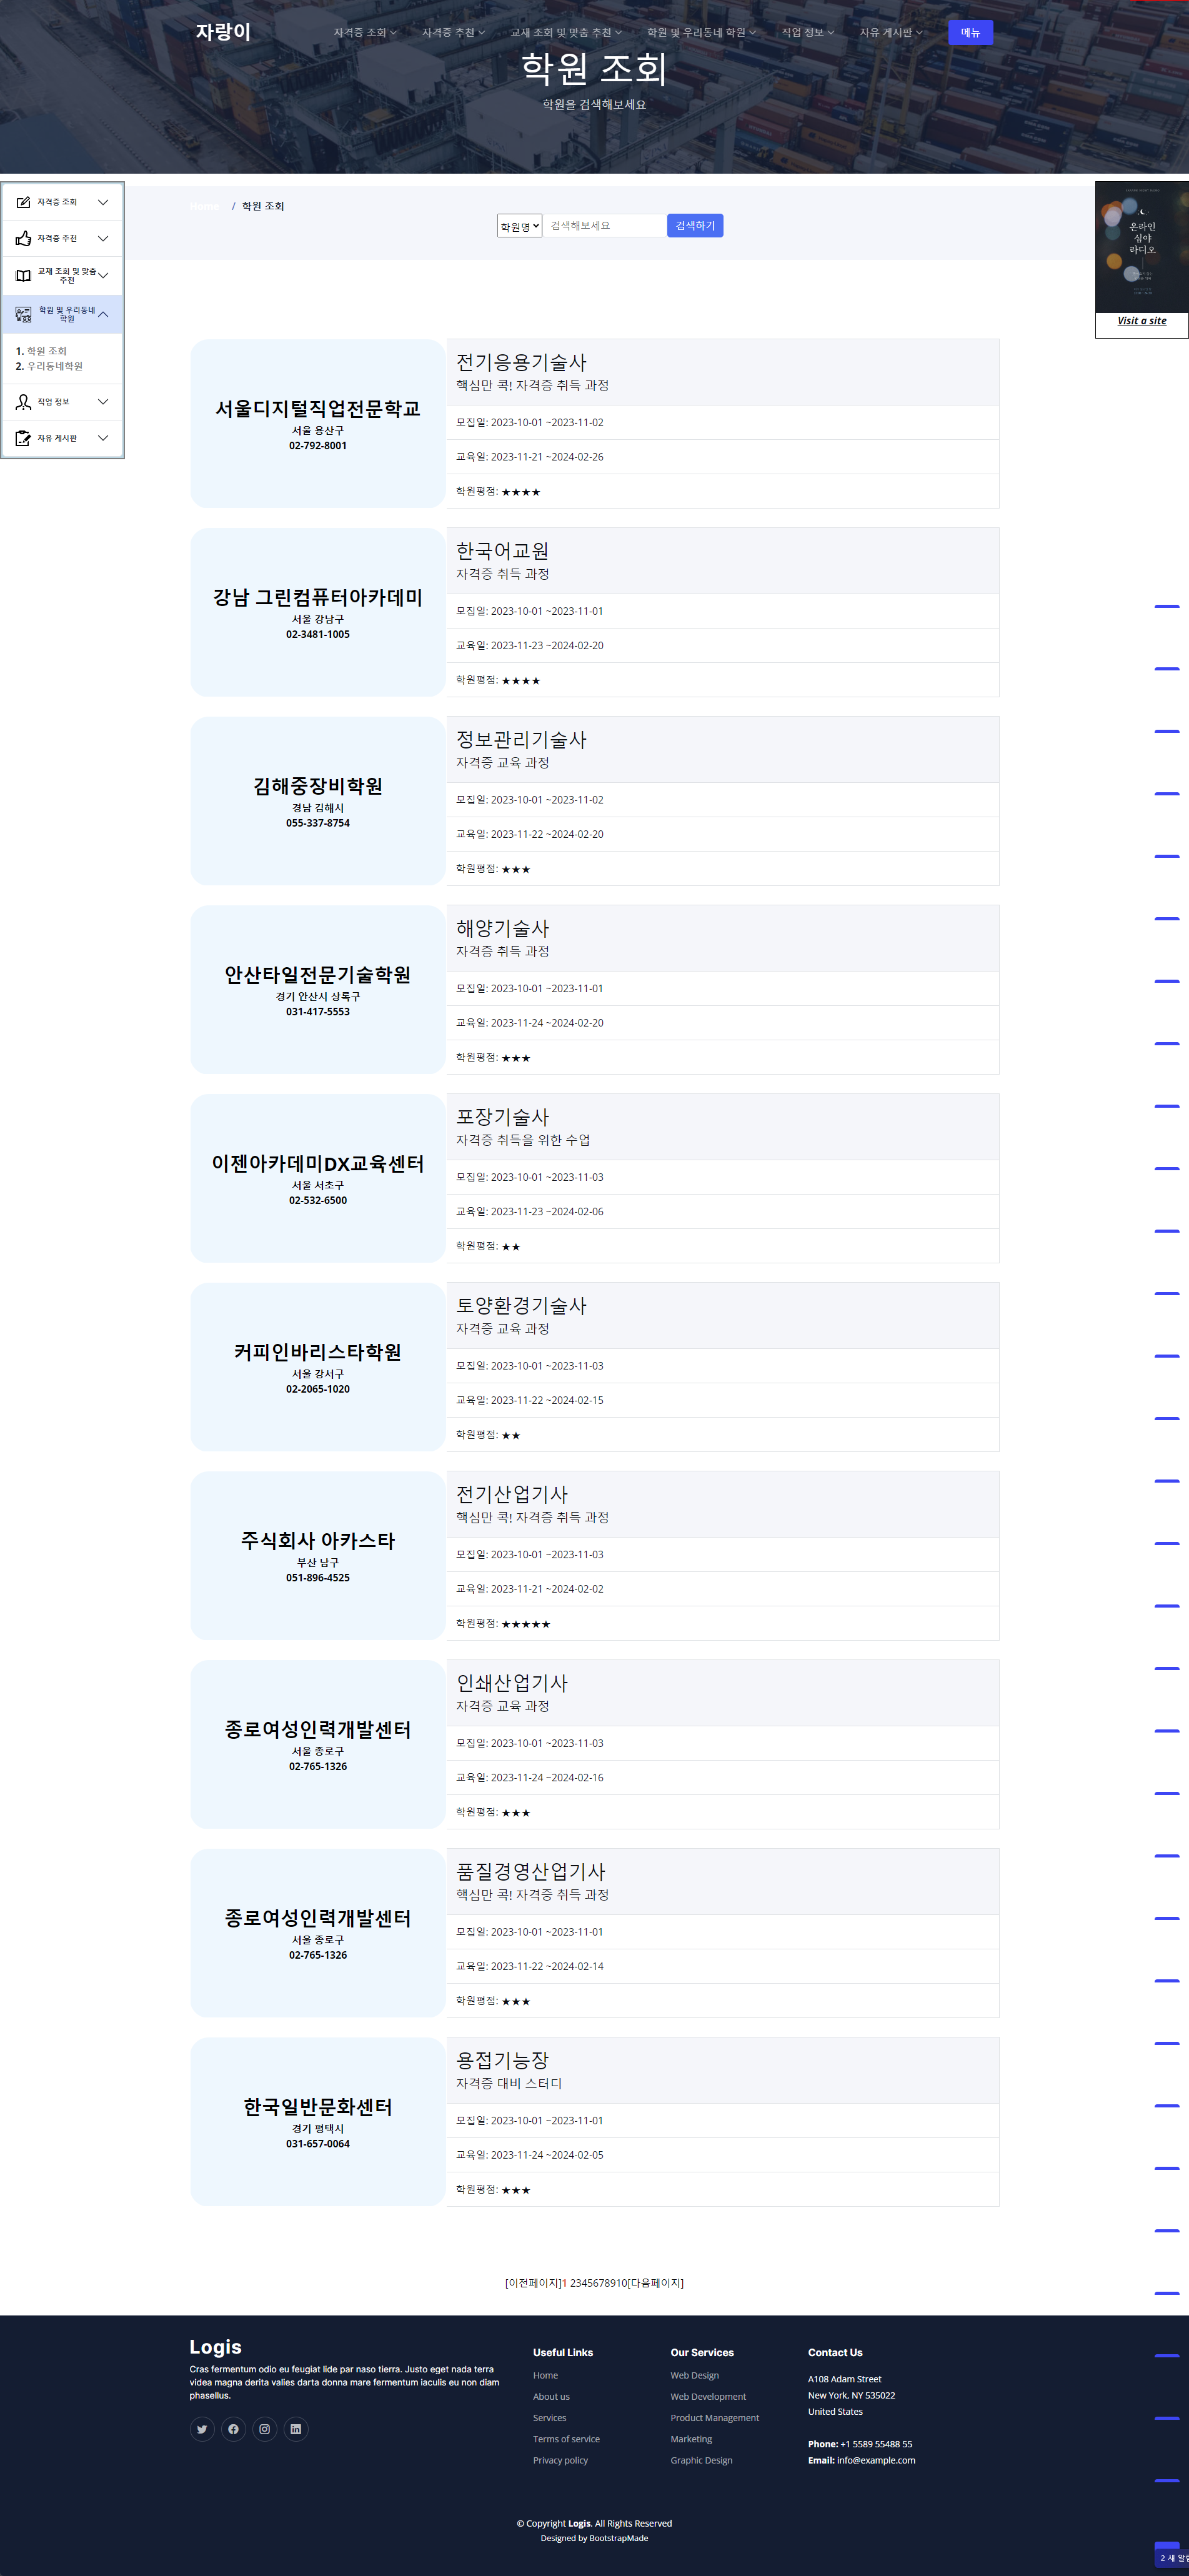 자랑이
자격증 조회
자격증 추천
교재 조회 및 맞춤 추천
학원 및 우리동네 학원
직업 정보
자유 게시판
메뉴
학원 조회
학원을 검색해보세요
자격증 조회
자격증 추천
교재 조회 및 맞춤
추천
학원 및 우리동네
학원
1. 학원 조회
2. 우리동네학원
직업 정보
자유 게시판
Home / 학원 조회
학원명 검색해보세요 검색하기
온라인
심야
라디오
Visit a site
서울디지털직업전문학교
서울 용산구
02-792-8001
전기응용기술사
핵심만 콕! 자격증 취득 과정
모집일: 2023-10-01 ~2023-11-02
교육일: 2023-11-21 ~2024-02-26
학원평점: ★★★★
강남 그린컴퓨터아카데미
서울 강남구
02-3481-1005
한국어교원
자격증 취득 과정
모집일: 2023-10-01 ~2023-11-01
교육일: 2023-11-23 ~2024-02-20
학원평점: ★★★★
김해중장비학원
경남 김해시
055-337-8754
정보관리기술사
자격증 교육 과정
모집일: 2023-10-01 ~2023-11-02
교육일: 2023-11-22 ~2024-02-20
학원평점: ★★★
안산타일전문기술학원
경기 안산시 상록구
031-417-5553
해양기술사
자격증 취득 과정
모집일: 2023-10-01 ~2023-11-01
교육일: 2023-11-24 ~2024-02-20
학원평점: ★★★
이젠아카데미DX교육센터
서울 서초구
02-532-6500
포장기술사
자격증 취득을 위한 수업
모집일: 2023-10-01 ~2023-11-03
교육일: 2023-11-23 ~2024-02-06
학원평점: ★★
커피인바리스타학원
서울 강서구
02-2065-1020
토양환경기술사
자격증 교육 과정
모집일: 2023-10-01 ~2023-11-03
교육일: 2023-11-22 ~2024-02-15
학원평점: ★★
주식회사 아카스타
부산 남구
051-896-4525
전기산업기사
핵심만 콕! 자격증 취득 과정
모집일: 2023-10-01 ~2023-11-03
교육일: 2023-11-21 ~2024-02-02
학원평점: ★★★★★
종로여성인력개발센터
서울 종로구
02-765-1326
인쇄산업기사
자격증 교육 과정
모집일: 2023-10-01 ~2023-11-03
교육일: 2023-11-24 ~2024-02-16
학원평점: ★★★
종로여성인력개발센터
서울 종로구
02-765-1326
품질경영산업기사
핵심만 콕! 자격증 취득 과정
모집일: 2023-10-01 ~2023-11-01
교육일: 2023-11-22 ~2024-02-14
학원평점: ★★★
한국일반문화센터
경기 평택시
031-657-0064
용접기능장
자격증 대비 스터디
모집일: 2023-10-01 ~2023-11-01
교육일: 2023-11-24 ~2024-02-05
학원평점: ★★★
[이전페이지]1 2345678910[다음페이지]
Logis
Cras fermentum odio eu feugiat lide par naso tierra. Justo eget nada terra
videa magna derita valies darta donna mare fermentum iaculis eu non diam
phasellus.
Useful Links
Home
About us
Services
Terms of service
Privacy policy
Our Services
Web Design
Web Development
Product Management
Marketing
Graphic Design
Contact Us
A108 Adam Street
New York, NY 535022
United States
Phone: +1 5589 55488 55
Email: info@example.com
© Copyright Logis. All Rights Reserved
Designed by BootstrapMade
2 새 알림